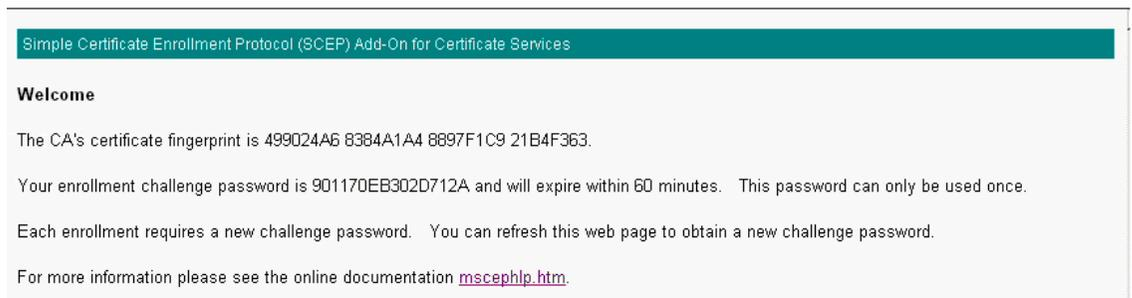 Simple Certificate Enrollment Protocol (SCEP) Add-On for Certificate Services
Welcome
The CA's certificate fingerprint is 499024A6 8384A1A4 8897F1C9 21B4F363.
Your enrollment challenge password is 901170EB302D712A and will expire within 60 minutes. This password can only be used once.
Each enrollment requires a new challenge password. You can refresh this web page to obtain a new challenge password.
For more information please see the online documentation mscephlp.htm.